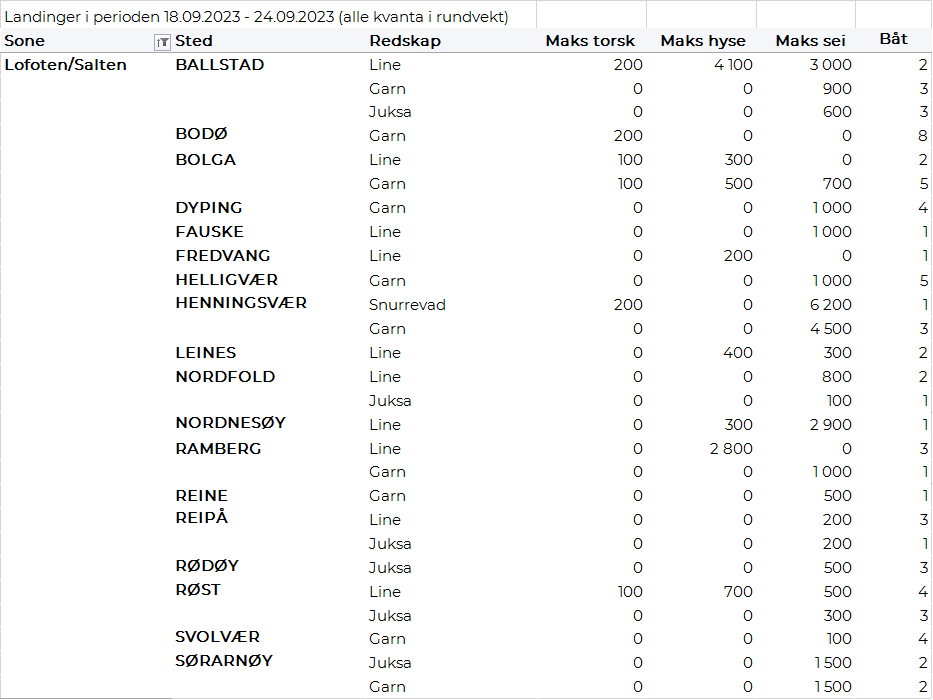 Landinger i perioden 18.09.2023 - 24.09.2023 (alle kvanta i rundvekt)
Sone Sted Redskap Maks torsk Maks hyse Maks sei Båt
Lofoten/Salten BALLSTAD Line 200 4 100 3 000 2
Garn 0 0 900 3
Juksa 0 0 600 3
BODØ Garn 200 0 0 8
BOLGA Line 100 300 0 2
Garn 100 500 700 5
DYPING Garn 0 0 1 000 4
FAUSKE Line 0 0 1 000 1
FREDVANG Line 0 200 0 1
HELLIGVÆR Garn 0 0 1 000 5
HENNINGSVÆR Snurrevad 200 0 6 200 1
Garn 0 0 4 500 3
LEINES Line 0 400 300 2
NORDFOLD Line 0 0 800 2
Juksa 0 0 100 1
NORDNESØY Line 0 300 2 900 1
RAMBERG Line 0 2 800 0 3
Garn 0 0 1 000 1
REINE Garn 0 0 500 1
REIPÅ Line 0 0 200 3
Juksa 0 0 200 1
RØDØY Juksa 0 0 500 3
RØST Line 100 700 500 4
Juksa 0 0 300 3
SVOLVÆR Garn 0 0 100 4
SØRARNØY Juksa 0 0 1 500 2
Garn 0 0 1 500 2